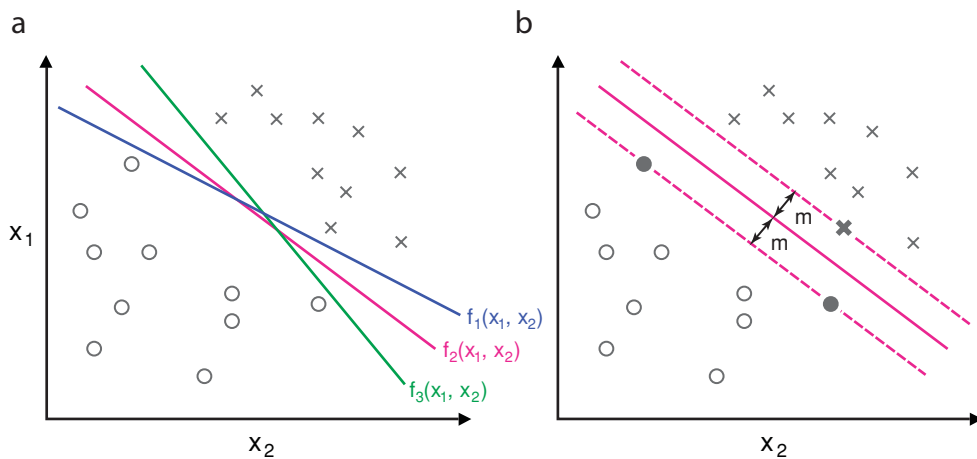 a
x₁
f₁(x₁, x₂)
f₂(x₁, x₂)
f₃(x₁, x₂)
x₂
b
m
m
x₂